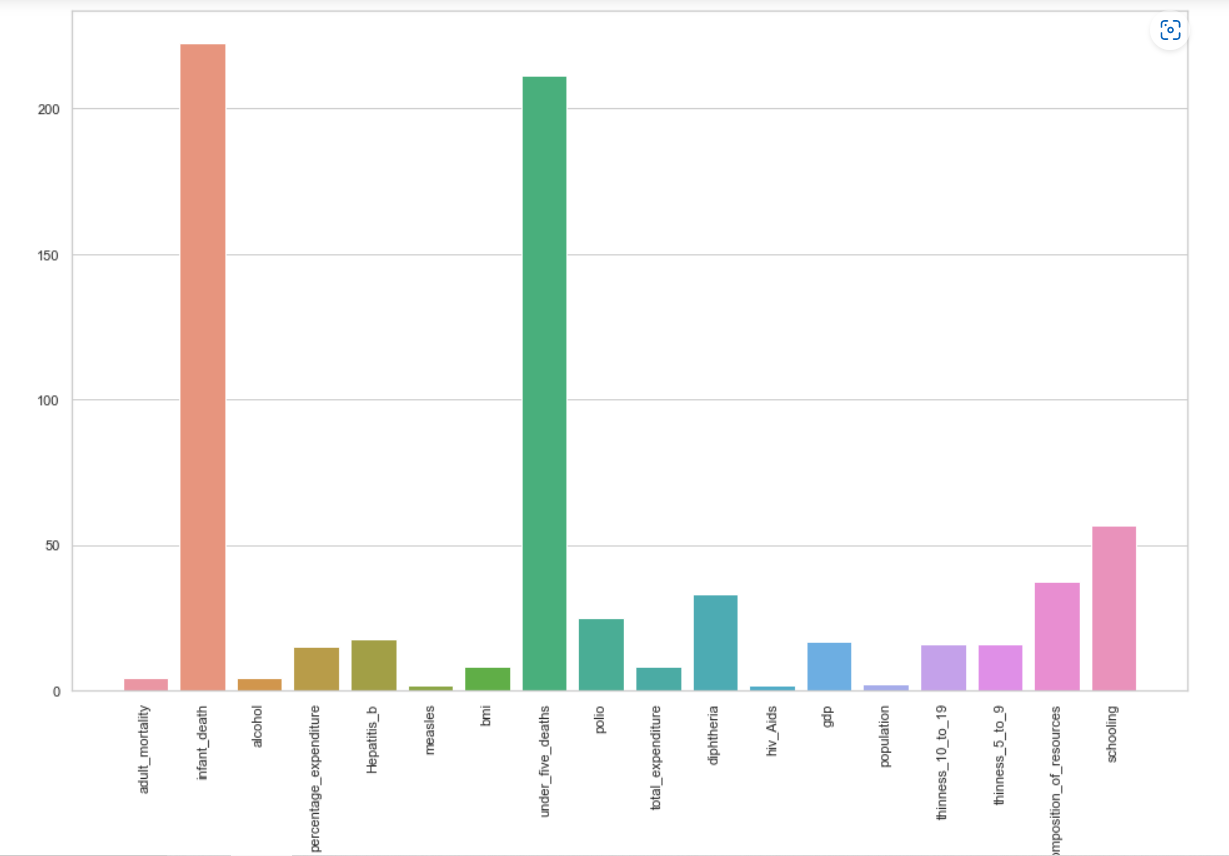 200
150
100
50
0
adult_mortality
infant_death
alcohol
percentage_expenditure
Hepatitis_b
measles
bmi
under_five_deaths
polio
total_expenditure
diphtheria
hiv_Aids
gdp
population
thinness_10_to_19
thinness_5_to_9
omposition_of_resources
schooling